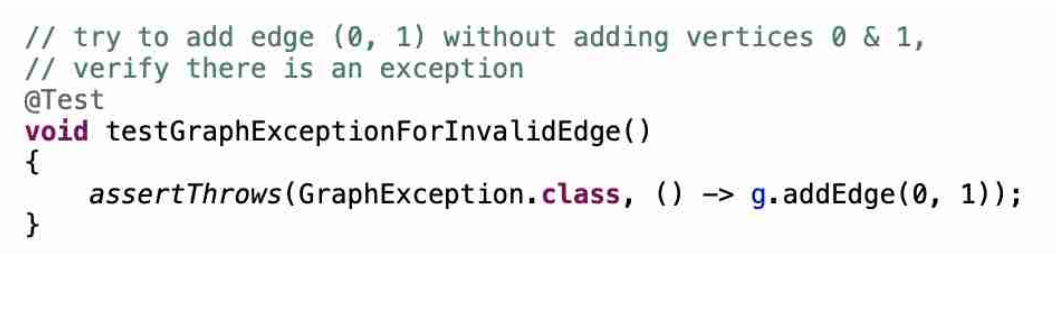 // try to add edge (0, 1) without adding vertices 0 & 1,
// verify there is an exception
@Test
void testGraphExceptionForInvalidEdge()
{
    assertThrows(GraphException.class, () -> g.addEdge(0, 1));
}